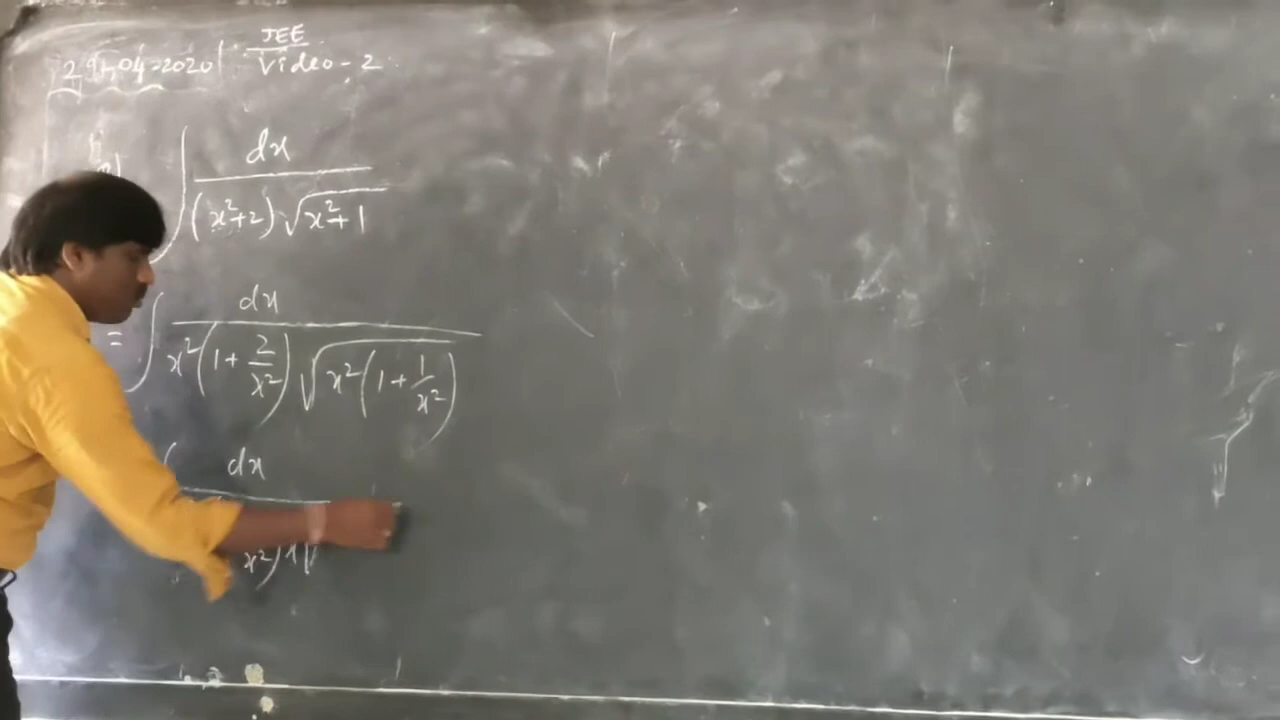 29-04-2020 JEE
Video-2
∫ dx / (x²+2)√(x²+1)
= ∫ dx / x²(1+2/x²)√(x²(1+1/x²))
∫ dx
x²)